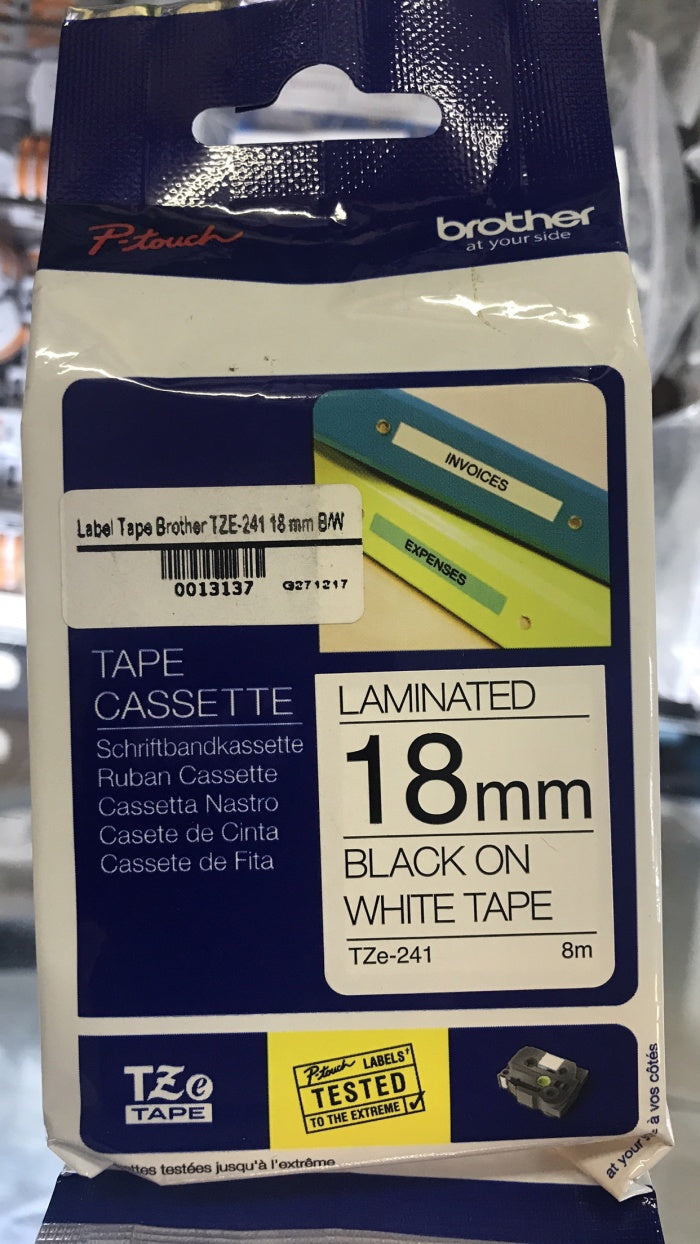 P-touch
brother
at your side
INVOICES
EXPENSES
Label Tape Brother TZE-241 18 mm B/W
0013137 G271217
TAPE
CASSETTE
Schriftbandkassette
Ruban Cassette
Cassetta Nastro
Casete de Cinta
Cassete de Fita
LAMINATED
18mm
BLACK ON
WHITE TAPE
TZe-241 8m
TZe
TAPE
P-touch LABELS†
TESTED
TO THE EXTREME
testées jusqu'à l'extrême
at your
à vos côtés